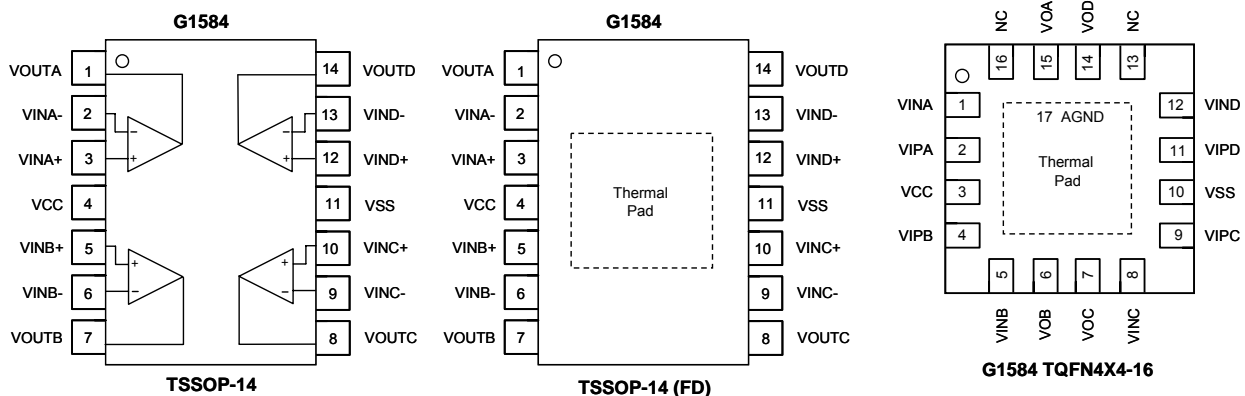 G1584
VOUTA 1 14 VOUTD
VINA- 2 - - 13 VIND-
VINA+ 3 + + 12 VIND+
VCC 4 11 VSS
VINB+ 5 + + 10 VINC+
VINB- 6 - - 9 VINC-
VOUTB 7 8 VOUTC
TSSOP-14
G1584
VOUTA 1 14 VOUTD
VINA- 2 13 VIND-
VINA+ 3 12 VIND+
Thermal
Pad
VCC 4 11 VSS
VINB+ 5 10 VINC+
VINB- 6 9 VINC-
VOUTB 7 8 VOUTC
TSSOP-14 (FD)
NC VOA VOD NC
16 15 14 13
VINA 1 12 VIND
17 AGND
VIPA 2 11 VIPD
Thermal
Pad
VCC 3 10 VSS
VIPB 4 9 VIPC
5 6 7 8
VINB VOB VOC VINC
G1584 TQFN4X4-16